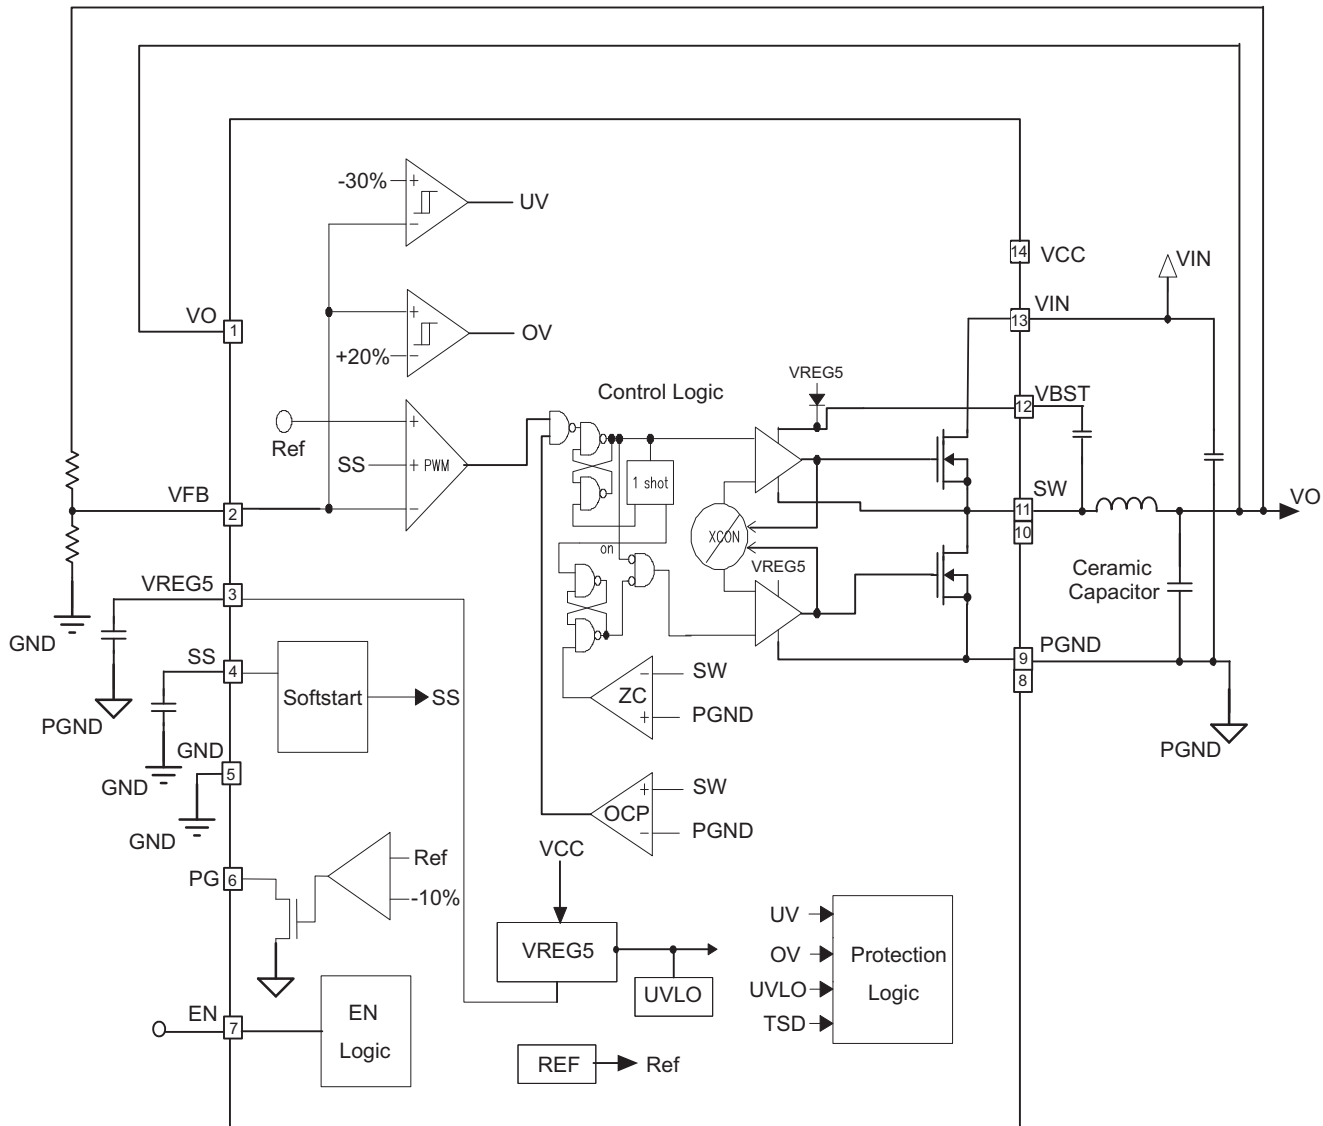 -30%
+
-
UV
14
VCC
VIN
VIN
13
VO
1
+
+20%
-
OV
VREG5
Control Logic
VBST
12
Ref
+
SS
+
PWM
-
1 shot
VFB
2
SW
11
10
VO
XCON
on
VREG5
Ceramic
Capacitor
VREG5
3
GND
SS
4
Softstart
SS
PGND
9
8
-
SW
ZC
+
PGND
PGND
GND
GND
5
PGND
GND
+
SW
OCP
-
PGND
VCC
PG
6
Ref
-10%
VREG5
UVLO
UV
OV
UVLO
TSD
Protection
Logic
EN
7
EN
Logic
REF
Ref